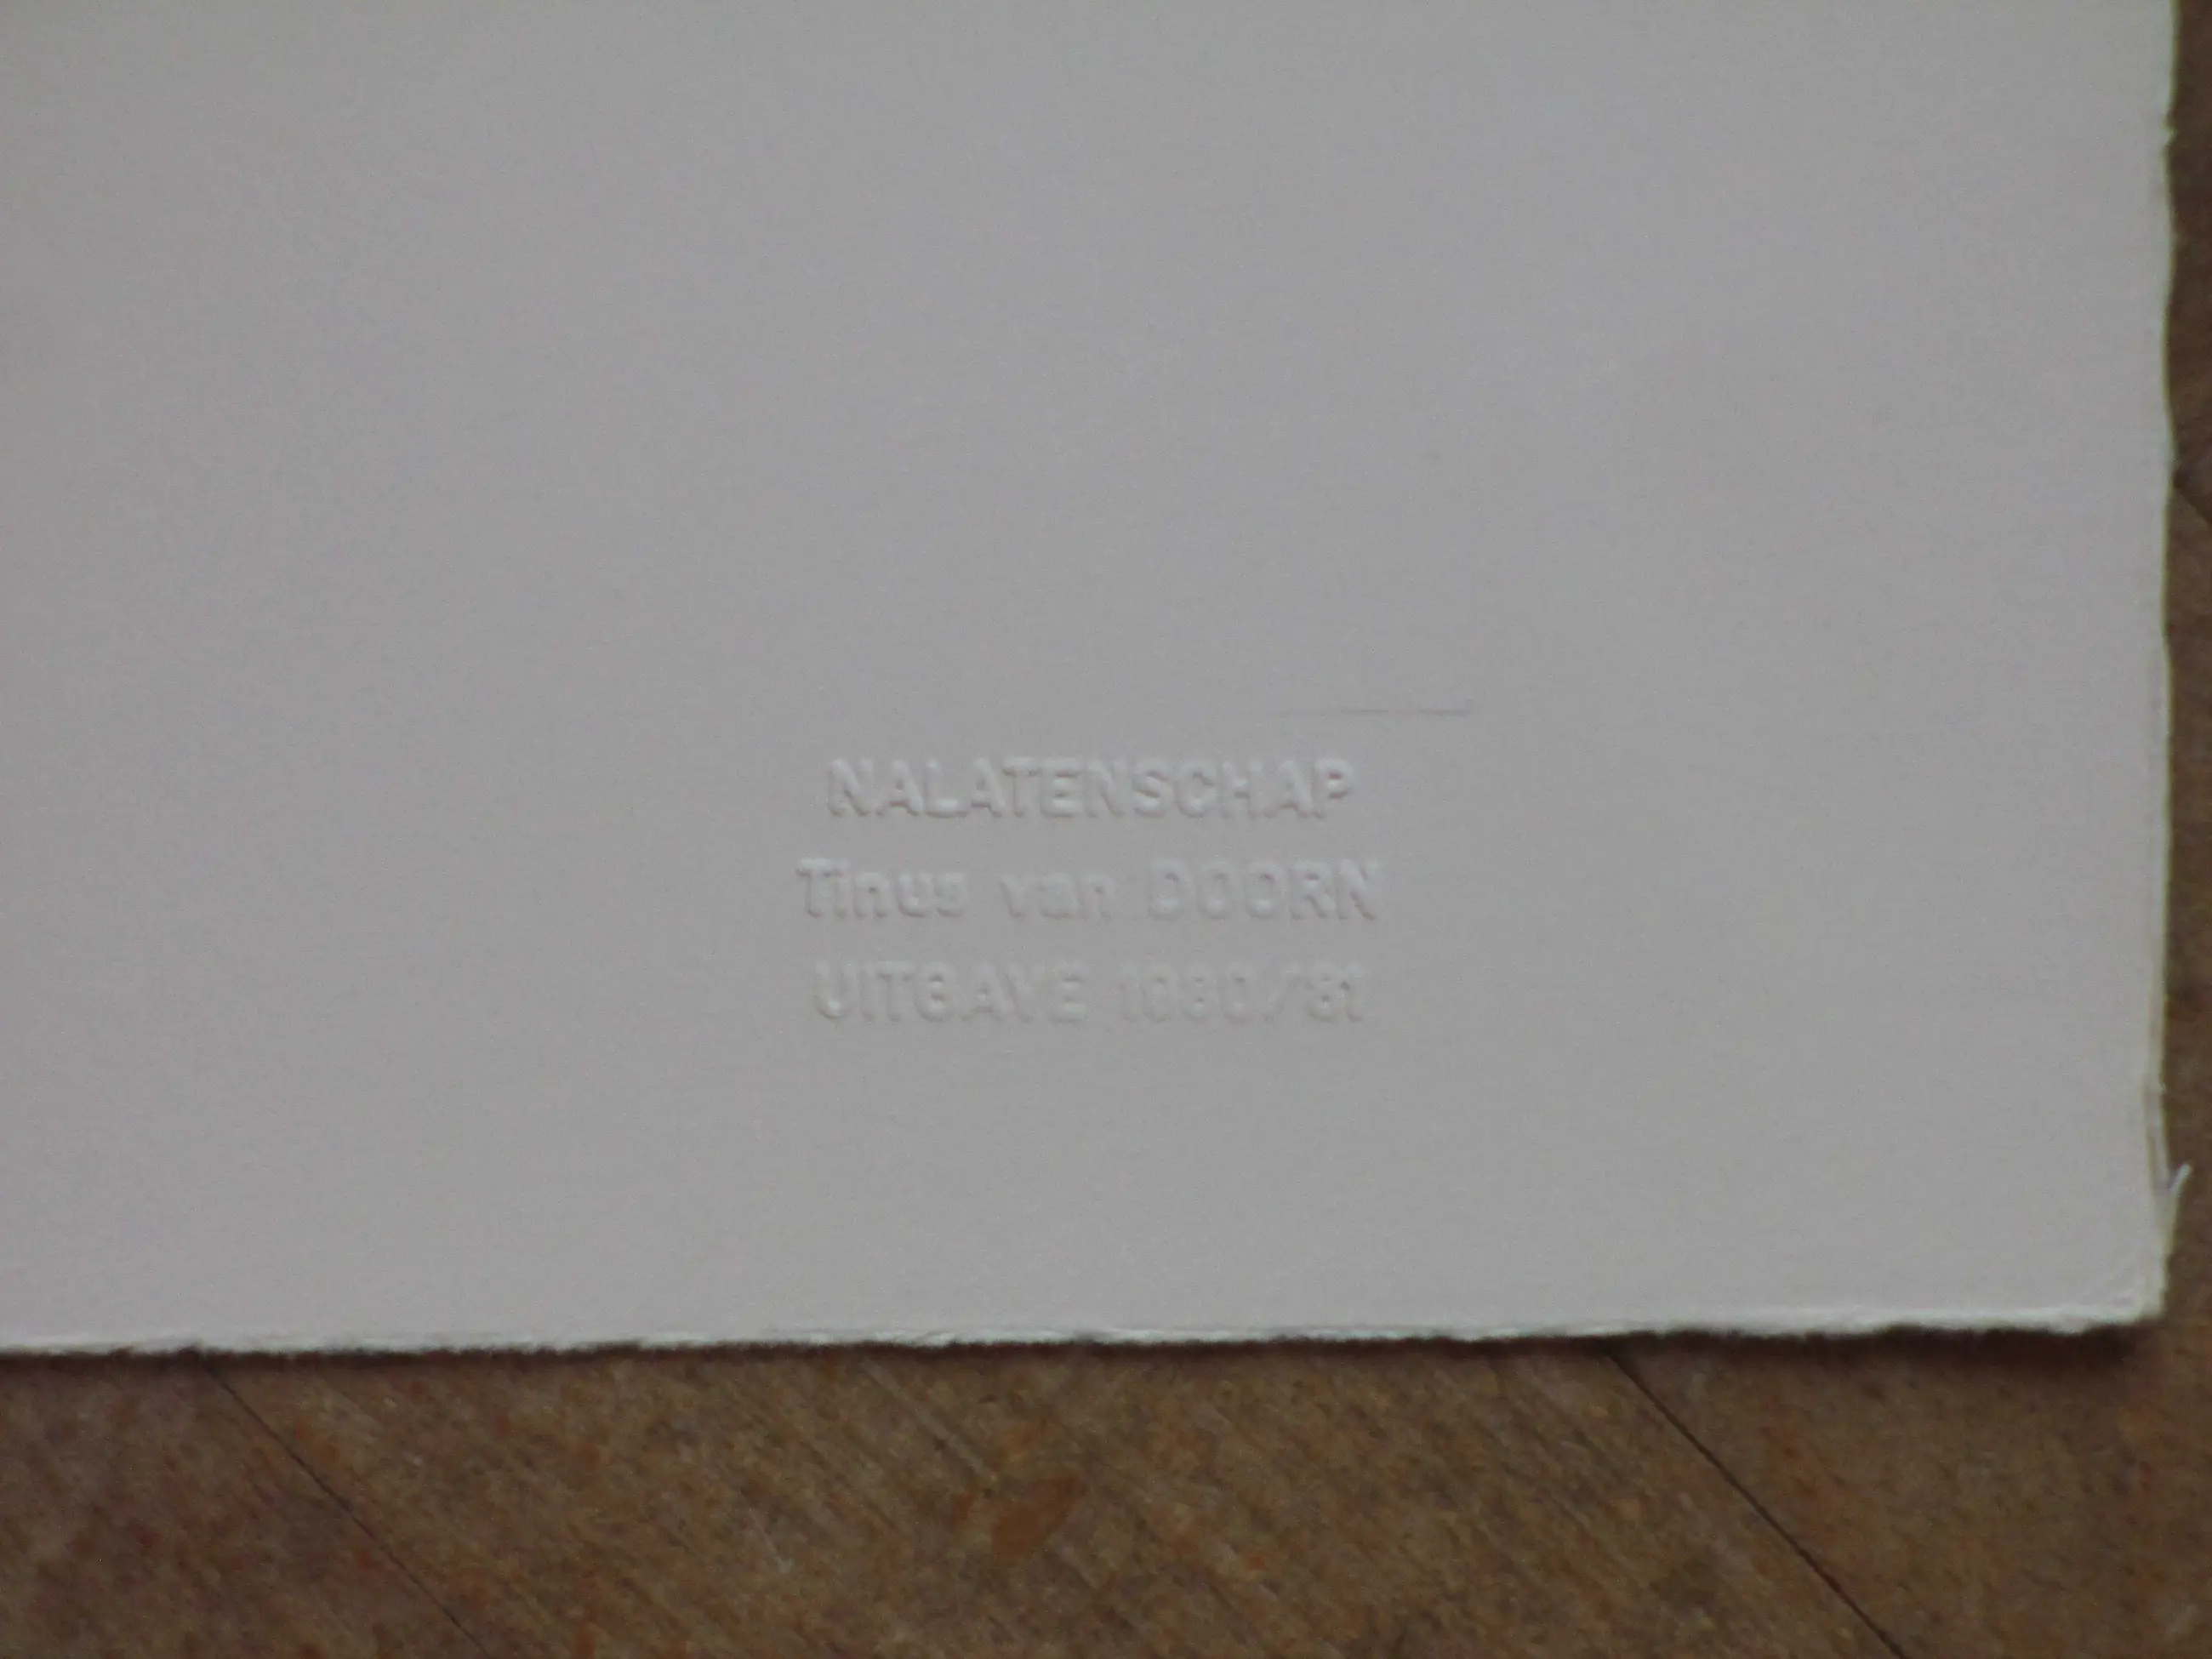 NALATENSCHAP
Tinus van DOORN
UITGAVE 1980/81